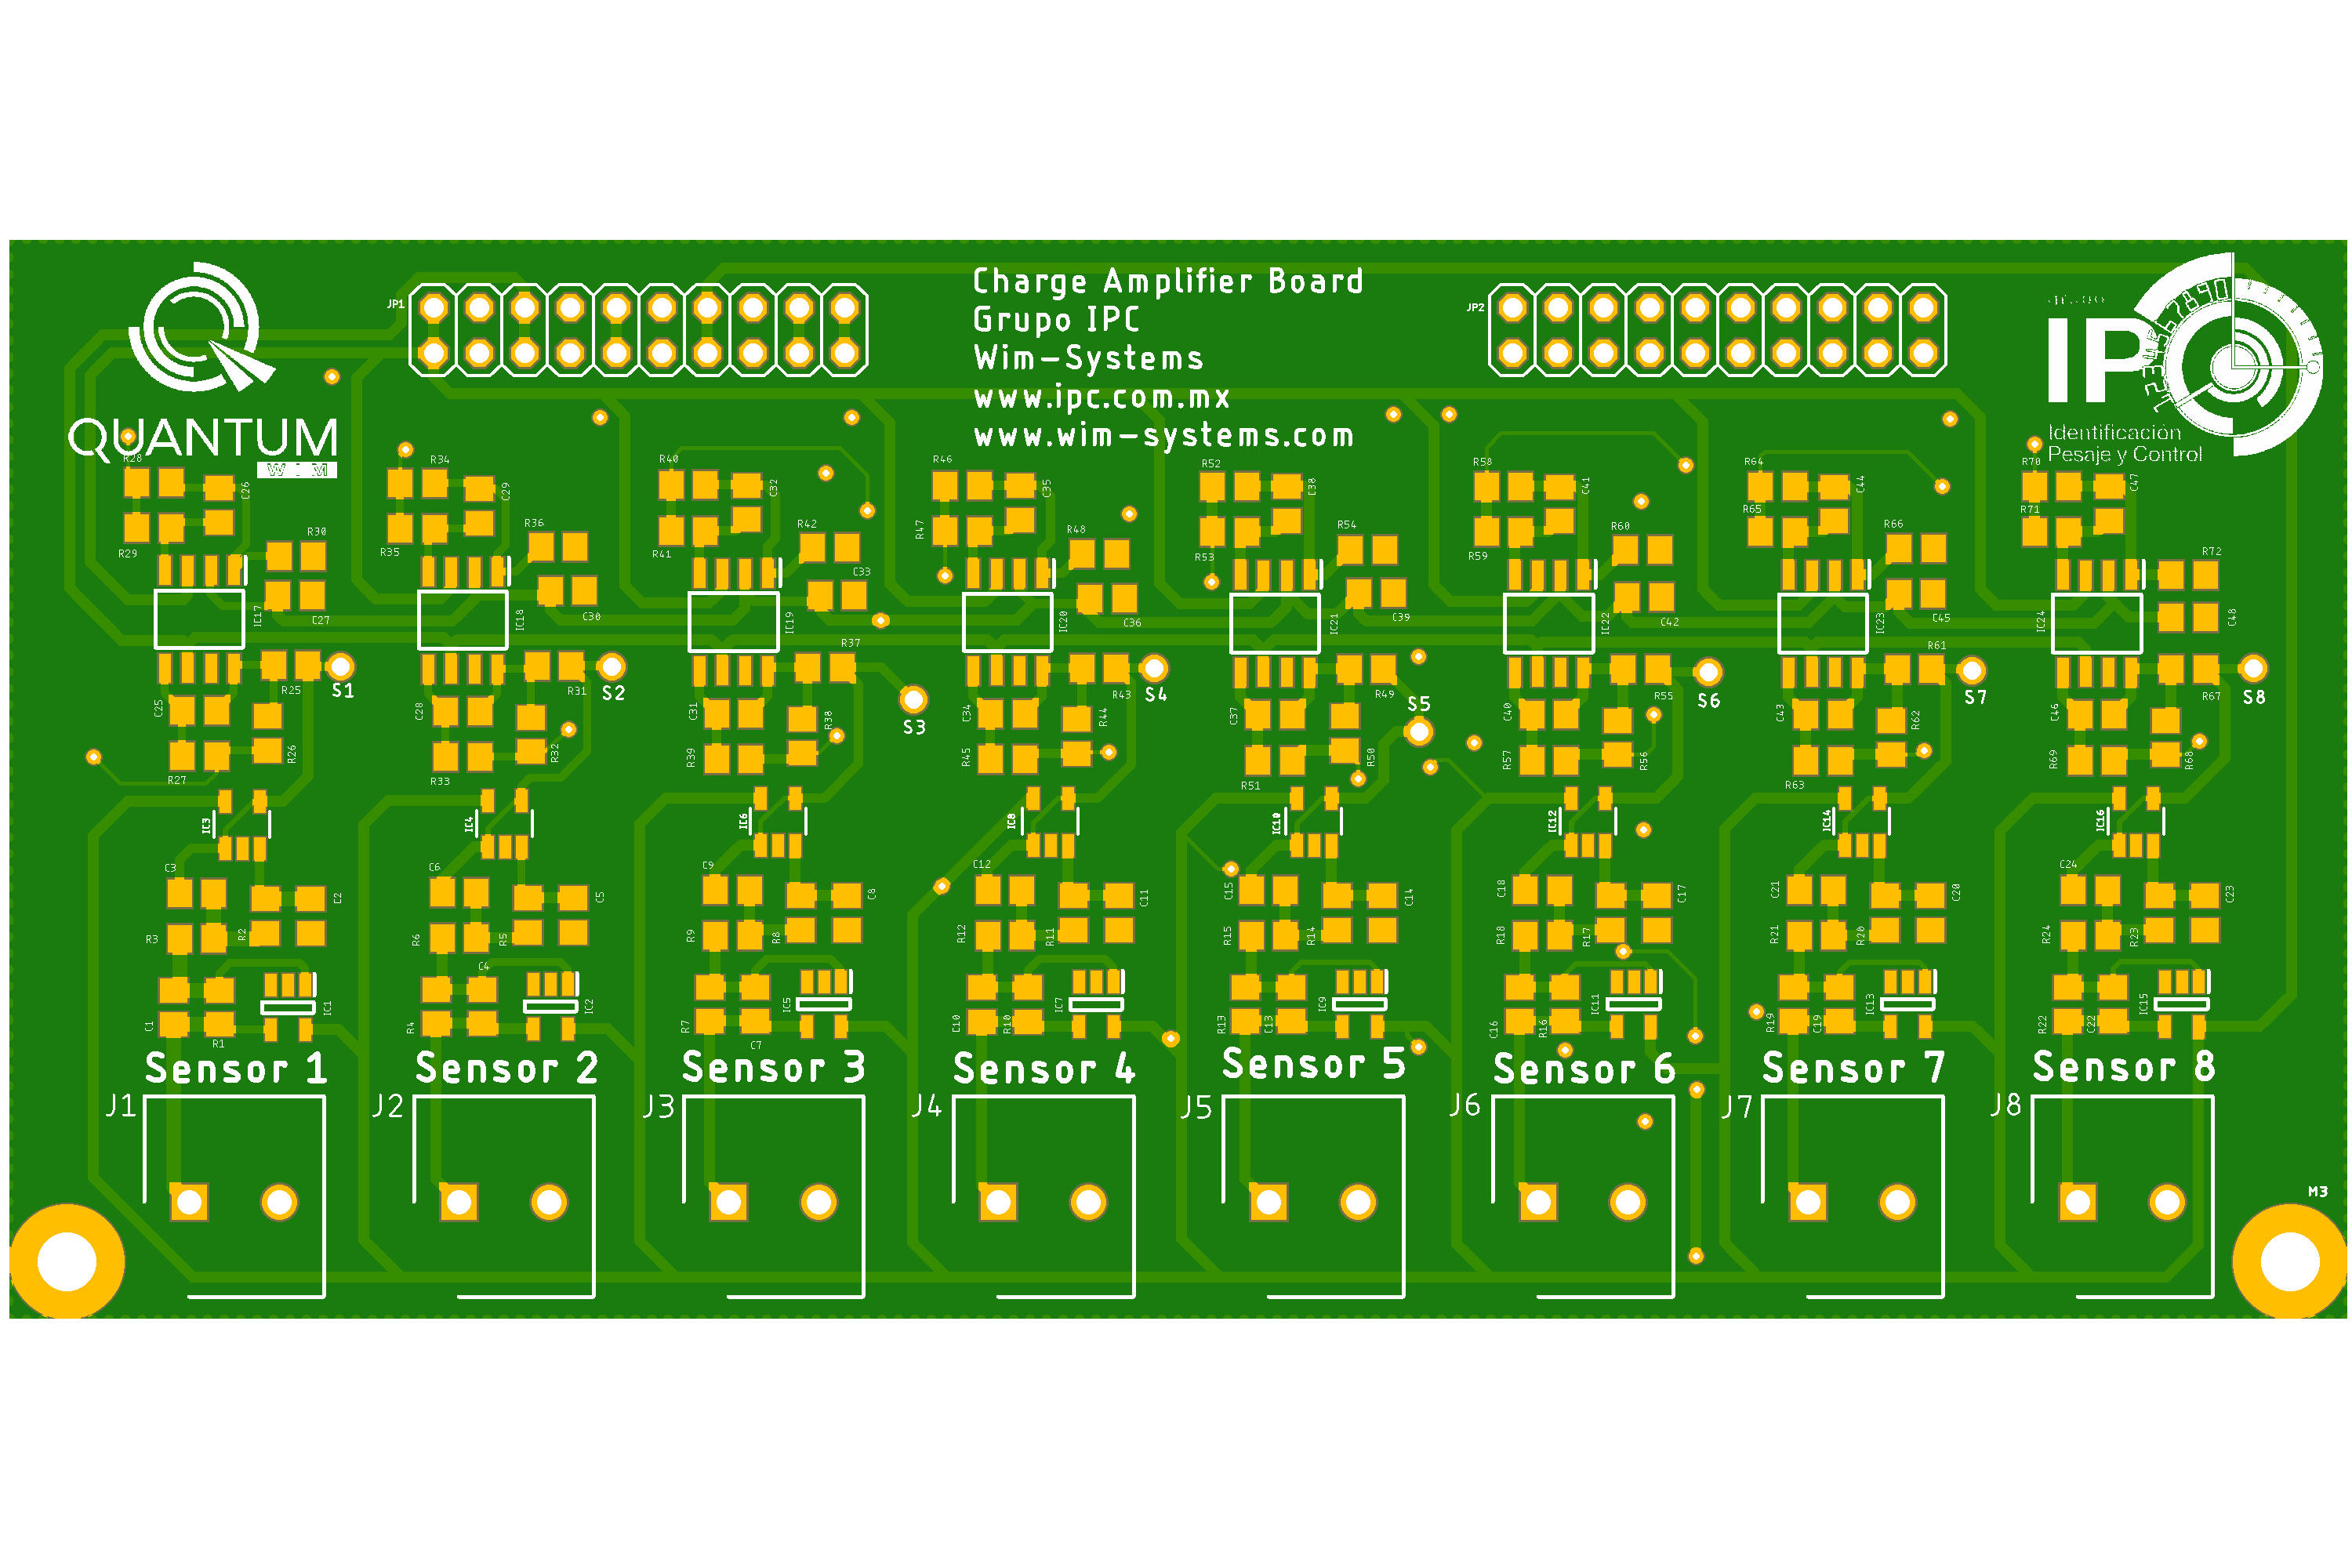 Charge Amplifier Board
Grupo IPC
Wim-Systems
www.ipc.com.mx
www.wim-systems.com
QUANTUM
W I M
IPC
Identificación
Pesaje y Control
1234567890
JP1
JP2
R28 C26 R34 C29 R40 C32 R46 C35 R52 C38 R58 C41 R64 C44 R70 C47
R29 R30 R35 R36 R41 R42 R47 R48 R53 R54 R59 R60 R65 R66 R71 R72
IC17 C27 IC18 C30 IC19 C33 IC20 C36 IC21 C39 IC22 C42 IC23 C45 IC24 C48
R25 S1 R31 S2 R37 S3 R43 S4 R49 S5 R55 S6 R61 S7 R67 S8
C25 R26 C28 R32 C31 R38 C34 R44 C37 R50 C40 R56 C43 R62 C46 R68
R27 R33 R39 R45 R51 R57 R63 R69
IC3 IC4 IC6 IC8 IC10 IC12 IC14 IC16
C3 C2 C6 C5 C9 C8 C12 C11 C15 C14 C18 C17 C21 C20 C24 C23
R3 R2 R6 R5 R9 R8 R12 R11 R15 R14 R18 R17 R21 R20 R24 R23
C1 R1 IC1 R4 C4 IC2 R7 C7 IC5 C10 R10 IC7 R13 C13 IC9 C16 R16 IC11 R19 C19 IC13 R22 C22 IC15
Sensor 1 Sensor 2 Sensor 3 Sensor 4 Sensor 5 Sensor 6 Sensor 7 Sensor 8
J1 J2 J3 J4 J5 J6 J7 J8
M3